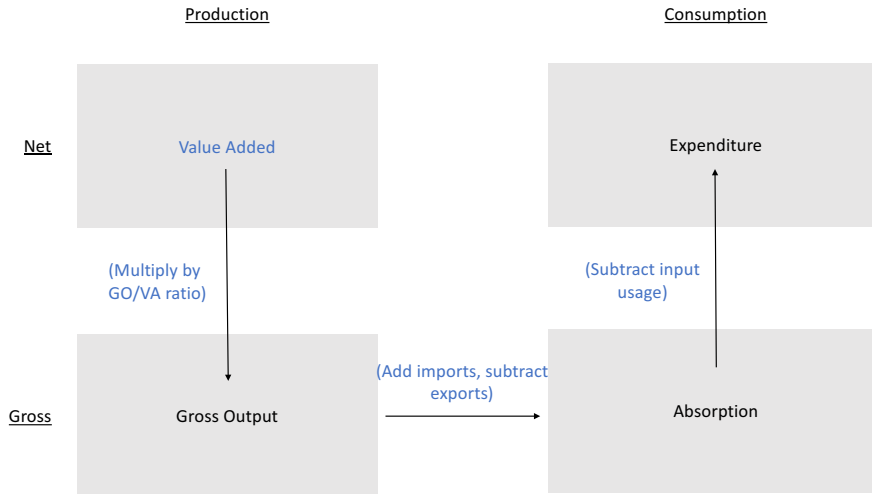 Production
Consumption
Net
Value Added
Expenditure
(Multiply by
GO/VA ratio)
(Subtract input
usage)
(Add imports, subtract
exports)
Gross
Gross Output
Absorption